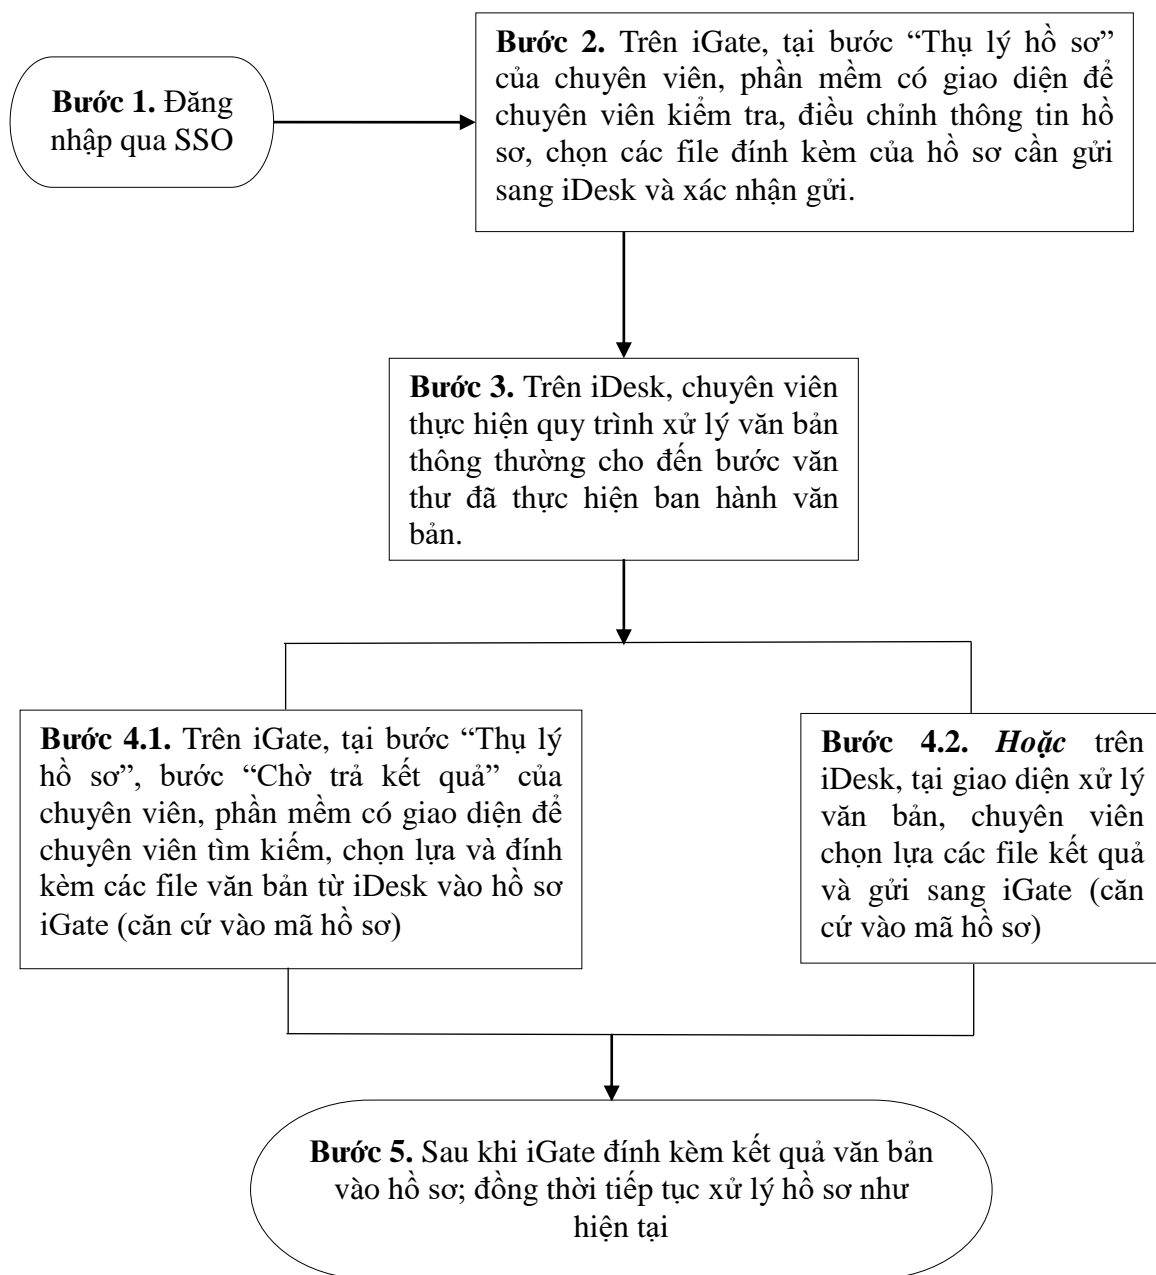 Bước 1. Đăng
nhập qua SSO
Bước 2. Trên iGate, tại bước “Thụ lý hồ sơ”
của chuyên viên, phần mềm có giao diện để
chuyên viên kiểm tra, điều chỉnh thông tin hồ
sơ, chọn các file đính kèm của hồ sơ cần gửi
sang iDesk và xác nhận gửi.
Bước 3. Trên iDesk, chuyên viên
thực hiện quy trình xử lý văn bản
thông thường cho đến bước văn
thư đã thực hiện ban hành văn
bản.
Bước 4.1. Trên iGate, tại bước “Thụ lý
hồ sơ”, bước “Chờ trả kết quả” của
chuyên viên, phần mềm có giao diện để
chuyên viên tìm kiếm, chọn lựa và đính
kèm các file văn bản từ iDesk vào hồ sơ
iGate (căn cứ vào mã hồ sơ)
Bước 4.2. Hoặc trên
iDesk, tại giao diện xử lý
văn bản, chuyên viên
chọn lựa các file kết quả
và gửi sang iGate (căn
cứ vào mã hồ sơ)
Bước 5. Sau khi iGate đính kèm kết quả văn bản
vào hồ sơ; đồng thời tiếp tục xử lý hồ sơ như
hiện tại